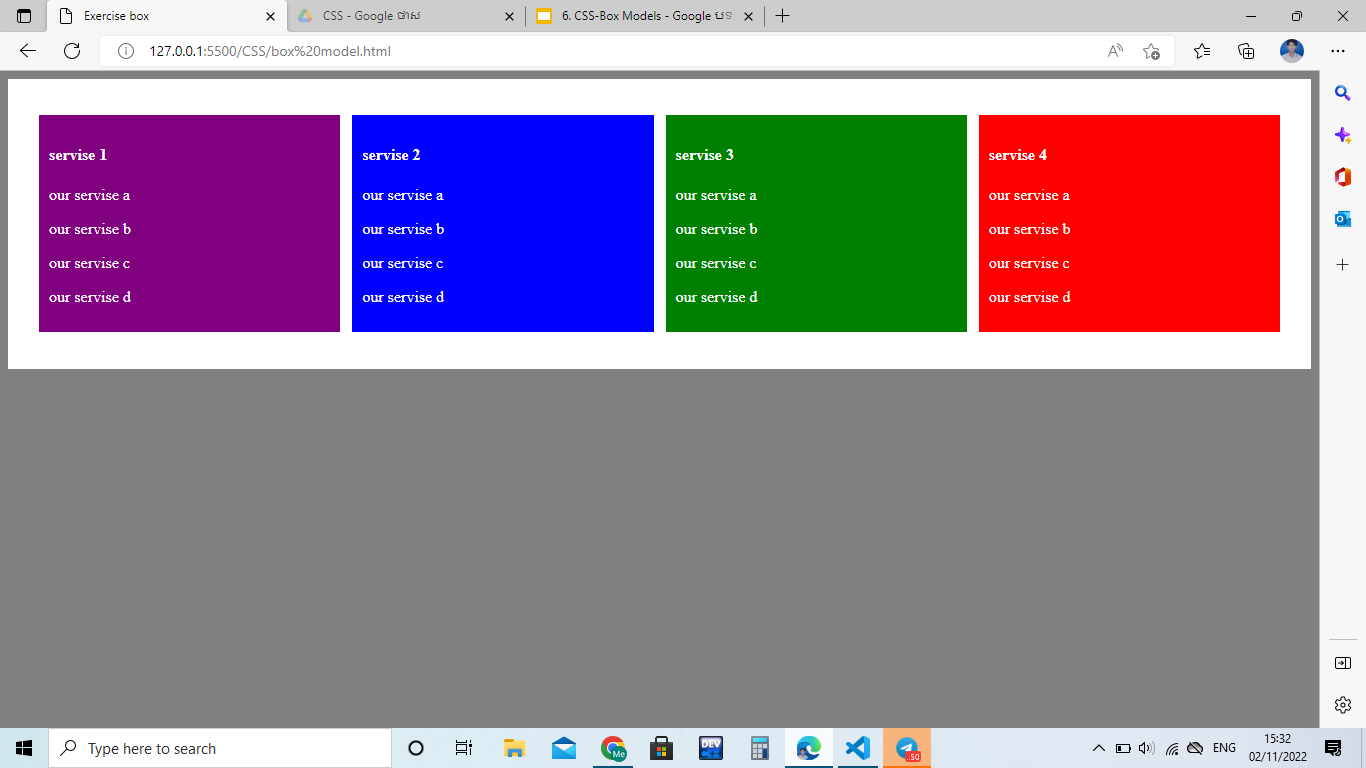 Exercise box
CSS - Google ថាស
6. CSS-Box Models - Google
127.0.0.1:5500/CSS/box%20model.html
servise 1
our servise a
our servise b
our servise c
our servise d
servise 2
our servise a
our servise b
our servise c
our servise d
servise 3
our servise a
our servise b
our servise c
our servise d
servise 4
our servise a
our servise b
our servise c
our servise d
Type here to search
DEV
Me
..50
ENG
15:32
02/11/2022